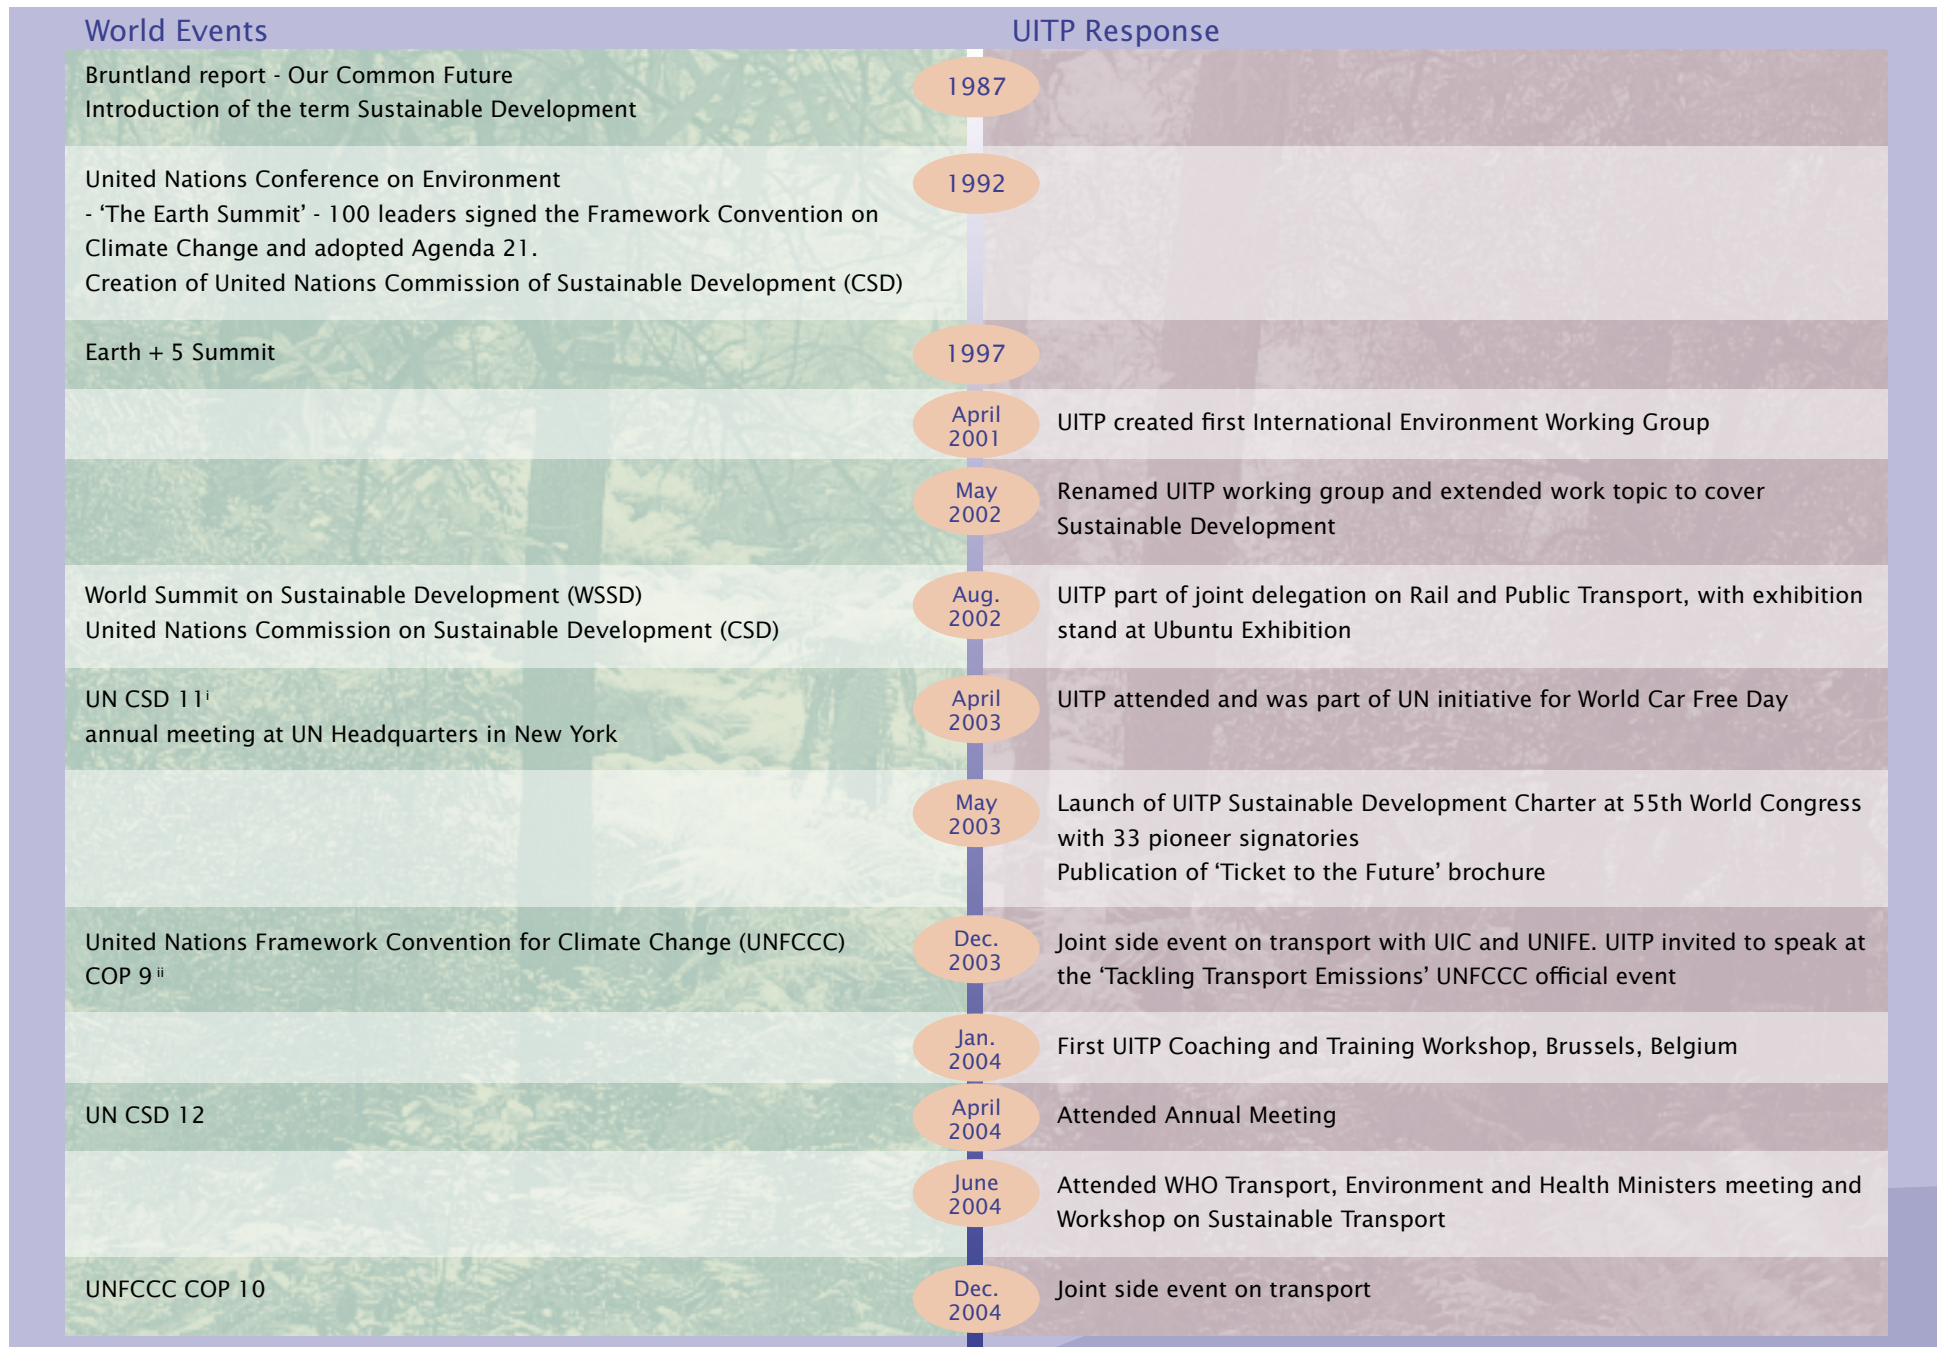 World Events
UITP Response
Bruntland report - Our Common Future
Introduction of the term Sustainable Development
1987
United Nations Conference on Environment
- ‘The Earth Summit’ - 100 leaders signed the Framework Convention on
Climate Change and adopted Agenda 21.
Creation of United Nations Commission of Sustainable Development (CSD)
1992
Earth + 5 Summit
1997
April
2001
UITP created first International Environment Working Group
May
2002
Renamed UITP working group and extended work topic to cover
Sustainable Development
World Summit on Sustainable Development (WSSD)
United Nations Commission on Sustainable Development (CSD)
Aug.
2002
UITP part of joint delegation on Rail and Public Transport, with exhibition
stand at Ubuntu Exhibition
UN CSD 11ⁱ
annual meeting at UN Headquarters in New York
April
2003
UITP attended and was part of UN initiative for World Car Free Day
May
2003
Launch of UITP Sustainable Development Charter at 55th World Congress
with 33 pioneer signatories
Publication of ‘Ticket to the Future’ brochure
United Nations Framework Convention for Climate Change (UNFCCC)
COP 9 ⁱⁱ
Dec.
2003
Joint side event on transport with UIC and UNIFE. UITP invited to speak at
the ‘Tackling Transport Emissions’ UNFCCC official event
Jan.
2004
First UITP Coaching and Training Workshop, Brussels, Belgium
UN CSD 12
April
2004
Attended Annual Meeting
June
2004
Attended WHO Transport, Environment and Health Ministers meeting and
Workshop on Sustainable Transport
UNFCCC COP 10
Dec.
2004
Joint side event on transport